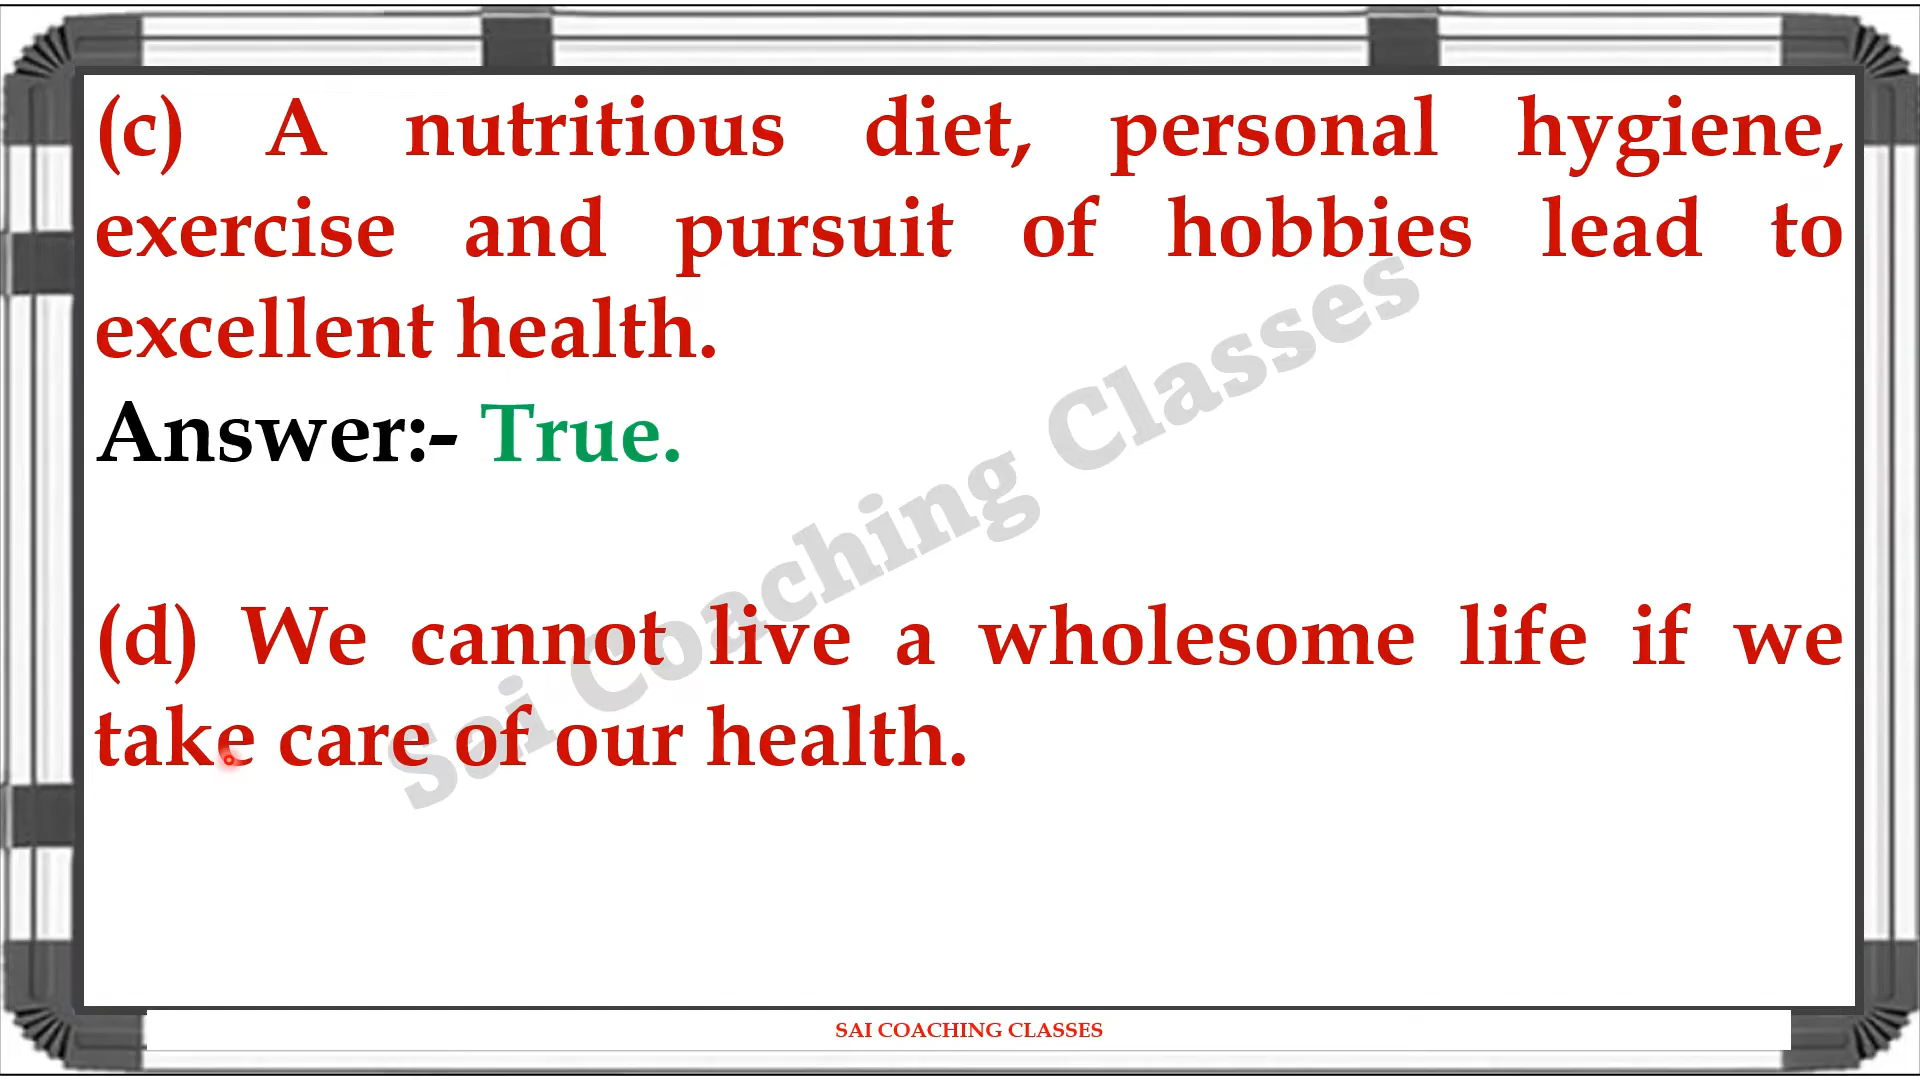 (c) A nutritious diet, personal hygiene,
exercise and pursuit of hobbies lead to
excellent health.
Answer:- True.
(d) We cannot live a wholesome life if we
take care of our health.
Sai Coaching Classes
SAI COACHING CLASSES